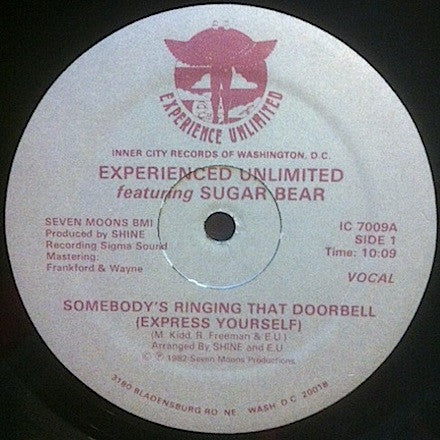 EXPERIENCE UNLIMITED
INNER CITY RECORDS OF WASHINGTON, D.C.
EXPERIENCED UNLIMITED
featuring SUGAR BEAR
SEVEN MOONS BMI
Produced by SHINE
Recording Sigma Sound
Mastering:
Frankford & Wayne
IC 7009A
SIDE 1
Time: 10:09
VOCAL
SOMEBODY'S RINGING THAT DOORBELL
(EXPRESS YOURSELF)
(M. Kidd, R. Freeman & E.U.)
Arranged By SHINE and E.U.
© ℗ 1982 Seven Moons Productions
3180 BLADENSBURG RD. NE. WASH. D.C. 20018